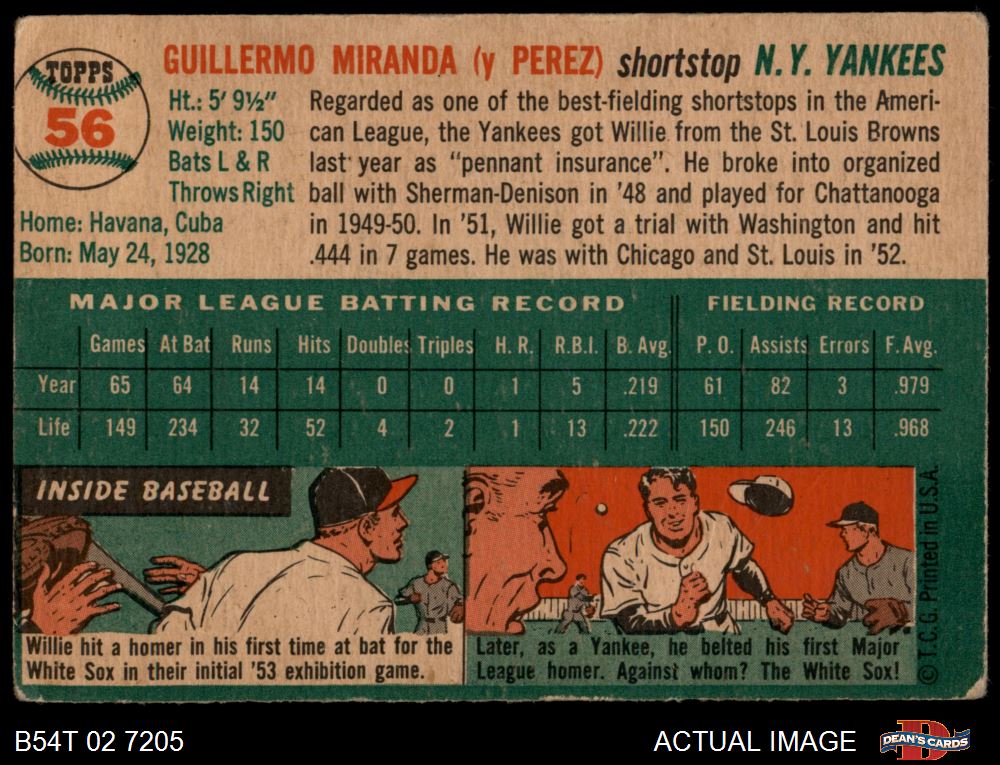 TOPPS
56
GUILLERMO MIRANDA (y PEREZ) shortstop N.Y. YANKEES
Ht.: 5' 9½"
Weight: 150
Bats L & R
Throws Right
Home: Havana, Cuba
Born: May 24, 1928
Regarded as one of the best-fielding shortstops in the Ameri-
can League, the Yankees got Willie from the St. Louis Browns
last year as "pennant insurance". He broke into organized
ball with Sherman-Denison in '48 and played for Chattanooga
in 1949-50. In '51, Willie got a trial with Washington and hit
.444 in 7 games. He was with Chicago and St. Louis in '52.
MAJOR LEAGUE BATTING RECORD FIELDING RECORD
Games At Bat Runs Hits Doubles Triples H. R. R.B.I. B. Avg. P. O. Assists Errors F. Avg.
Year 65 64 14 14 0 0 1 5 .219 61 82 3 .979
Life 149 234 32 52 4 2 1 13 .222 150 246 13 .968
INSIDE BASEBALL
Willie hit a homer in his first time at bat for the
White Sox in their initial '53 exhibition game.
Later, as a Yankee, he belted his first Major
League homer. Against whom? The White Sox!
© T.C.G. Printed in U.S.A.
B54T 02 7205
ACTUAL IMAGE
DEAN'S CARDS